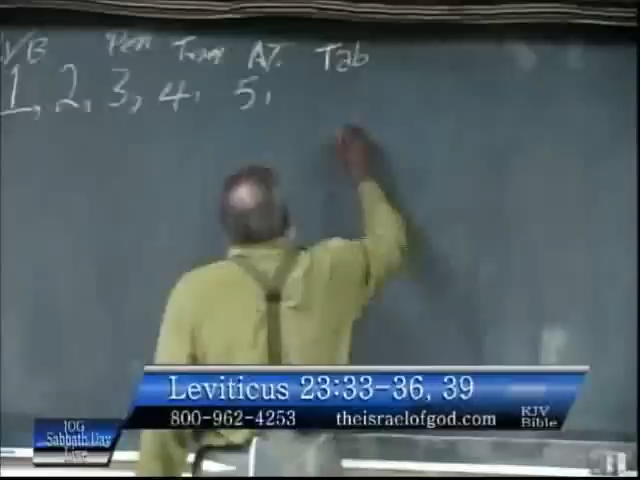 Pen Trum AT. Tab
1, 2, 3, 4, 5,
Leviticus 23:33-36, 39
800-962-4253 theisraelofgod.com KJV Bible
IOG
Sabbath Day
Live